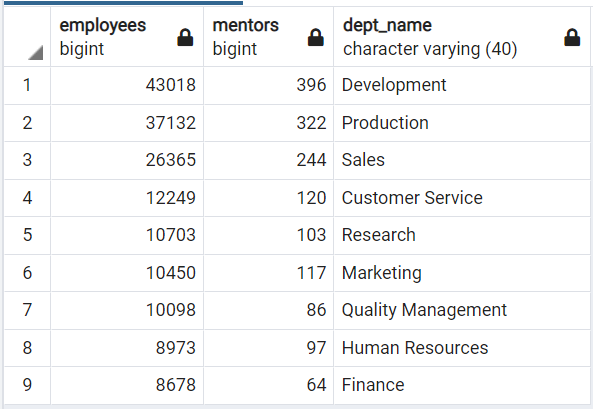 employees mentors dept_name
bigint bigint character varying (40)
1 43018 396 Development
2 37132 322 Production
3 26365 244 Sales
4 12249 120 Customer Service
5 10703 103 Research
6 10450 117 Marketing
7 10098 86 Quality Management
8 8973 97 Human Resources
9 8678 64 Finance